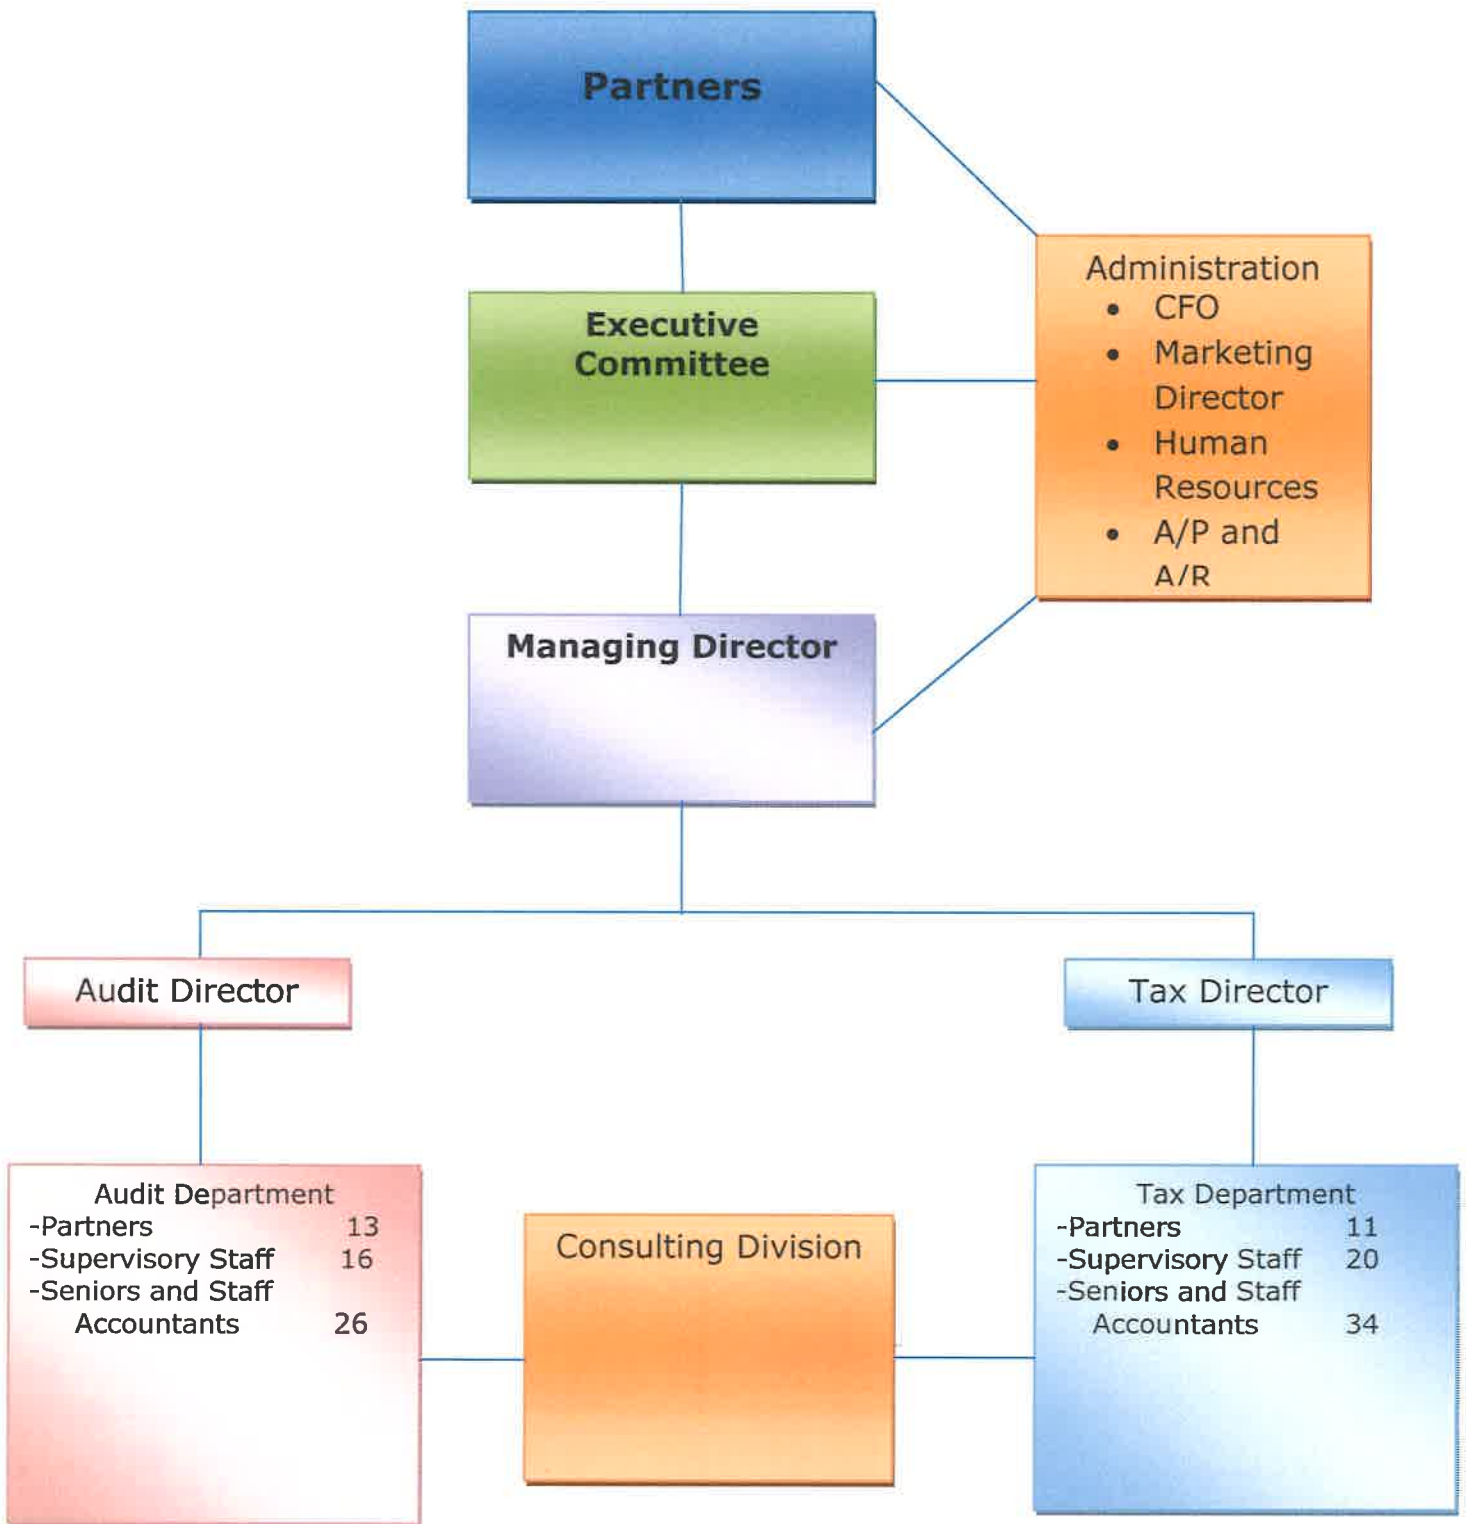 Partners
Executive
Committee
Administration
• CFO
• Marketing
Director
• Human
Resources
• A/P and
A/R
Managing Director
Audit Director
Tax Director
Audit Department
-Partners 13
-Supervisory Staff 16
-Seniors and Staff
Accountants 26
Consulting Division
Tax Department
-Partners 11
-Supervisory Staff 20
-Seniors and Staff
Accountants 34